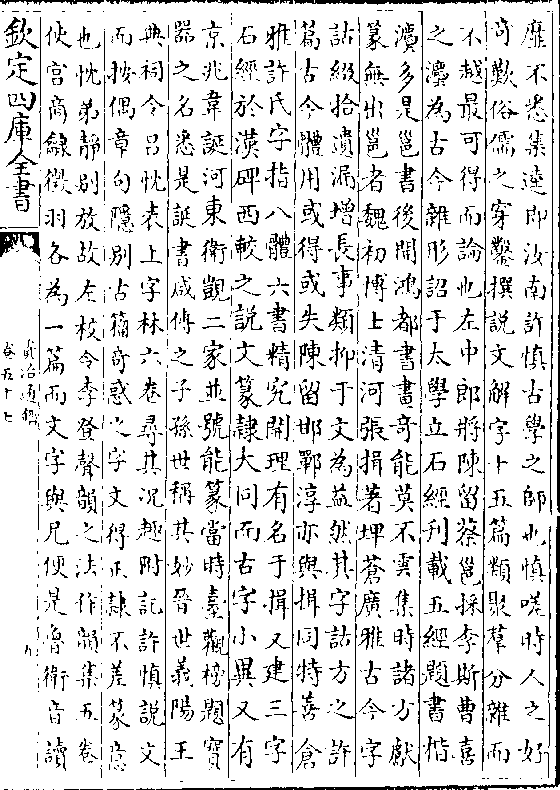 靡不悉集逵即汝南許慎古學之師也慎嗟時人之好
奇歎俗儒之穿鑿撰説文解字十五篇類聚羣分雜而
不越最可得而論也左中郎將陳留蔡邕採李斯曹喜
之灋為古今雜形詔于太學立石經刋載五經題書楷
灋多是邕書後開鴻都書畫竒能莫不雲集時諸方獻
篆無出邕者魏初博士清河張揖著埤蒼廣雅古今字
詁綴拾遺漏增長事類抑于文為益然其字詁方之許
篇古今體用或得或失陳留邯鄲淳亦與揖同特善倉
雅許氏字指八體六書精究閑理有名于揖又建三字
石經於漢碑西較之説文篆隸大同而古字小異又有
京兆韋誕河東衛覬二家並號能篆當時臺觀榜題寳
器之名悉是誕書咸傳之子孫世稱其妙晉世義陽王
典祠令吕忱表上字林六卷尋其况趣附託許慎説文
而按偶章句隱别古籀奇惑之字文得正隸不差篆意
也忱弟靜别放故左校令李登聲韻之法作韻集五卷
使宫商龣徵羽各為一篇而文字與兄便是魯衛音讀
欽定四庫全書
資治通鑑
卷五十七
九